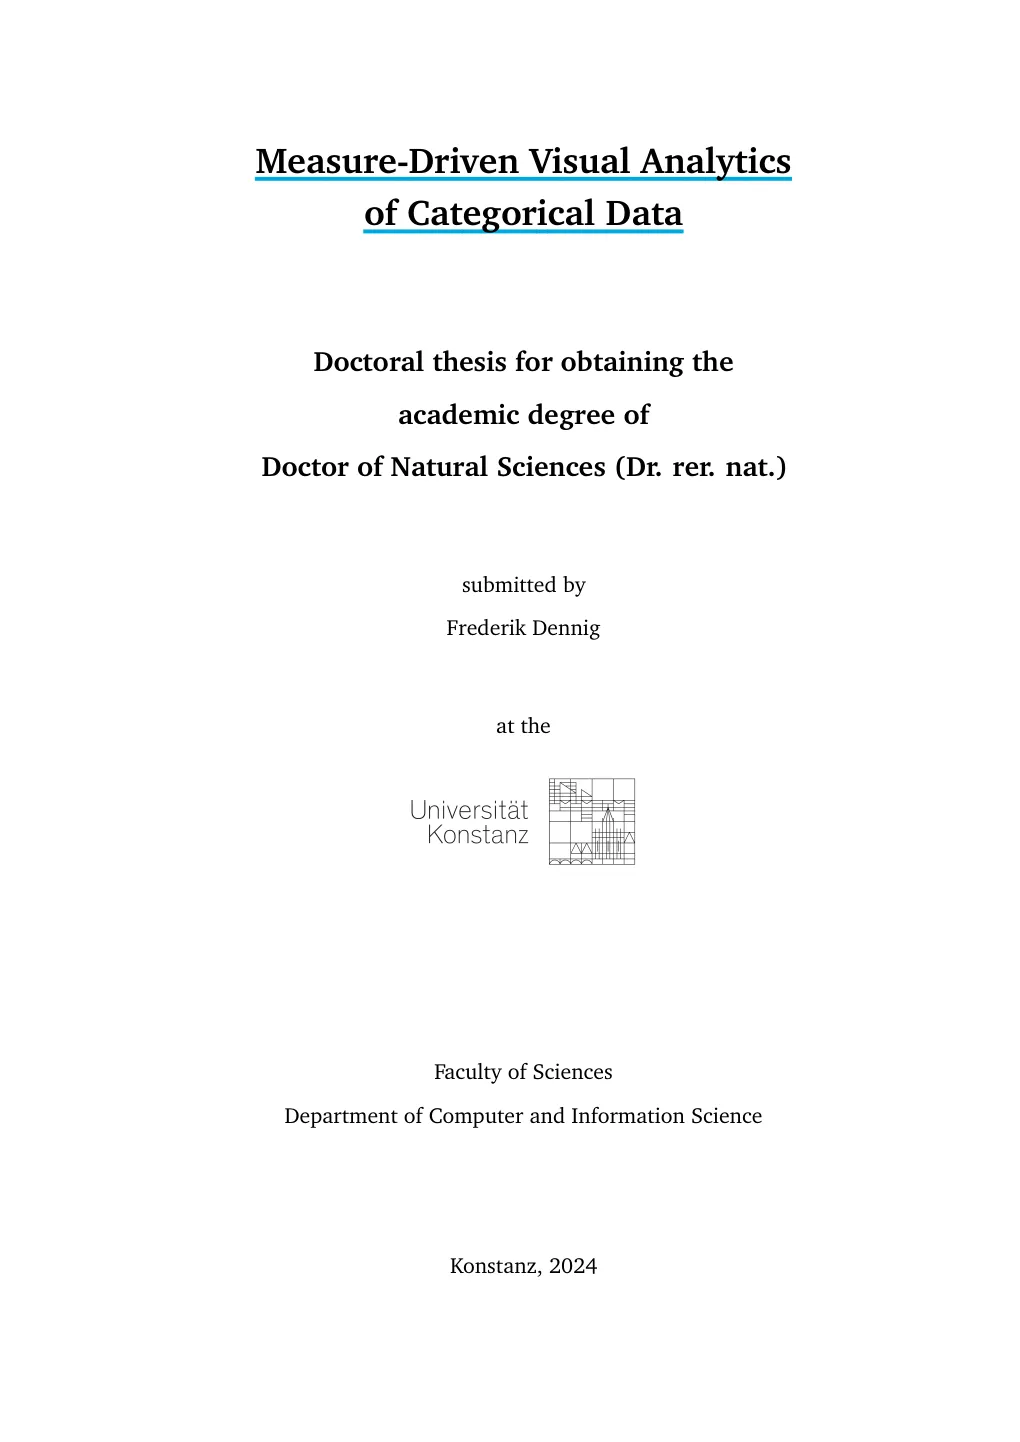 Measure-Driven Visual Analytics
of Categorical Data
Doctoral thesis for obtaining the
academic degree of
Doctor of Natural Sciences (Dr. rer. nat.)
submitted by
Frederik Dennig
at the
Universität
Konstanz
Faculty of Sciences
Department of Computer and Information Science
Konstanz, 2024